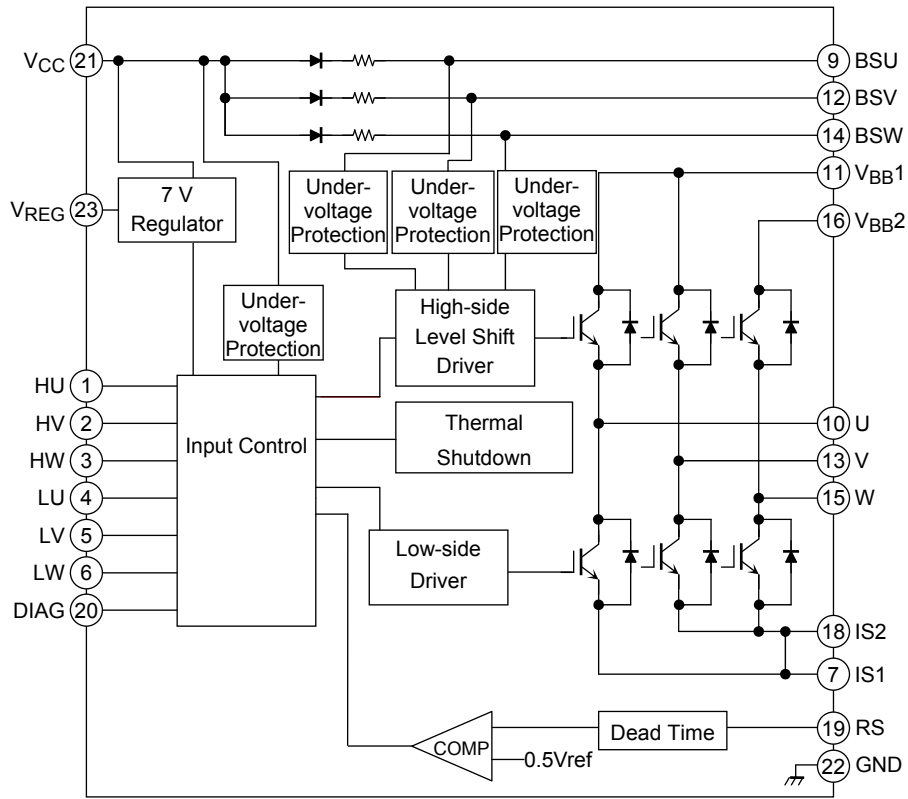 VCC 21
9 BSU
12 BSV
14 BSW
11 VBB1
16 VBB2
VREG 23
7 V
Regulator
Under-
voltage
Protection
Under-
voltage
Protection
Under-
voltage
Protection
Under-
voltage
Protection
High-side
Level Shift
Driver
HU 1
HV 2
HW 3
LU 4
LV 5
LW 6
DIAG 20
Input Control
Thermal
Shutdown
Low-side
Driver
10 U
13 V
15 W
18 IS2
7 IS1
19 RS
22 GND
Dead Time
COMP
0.5Vref